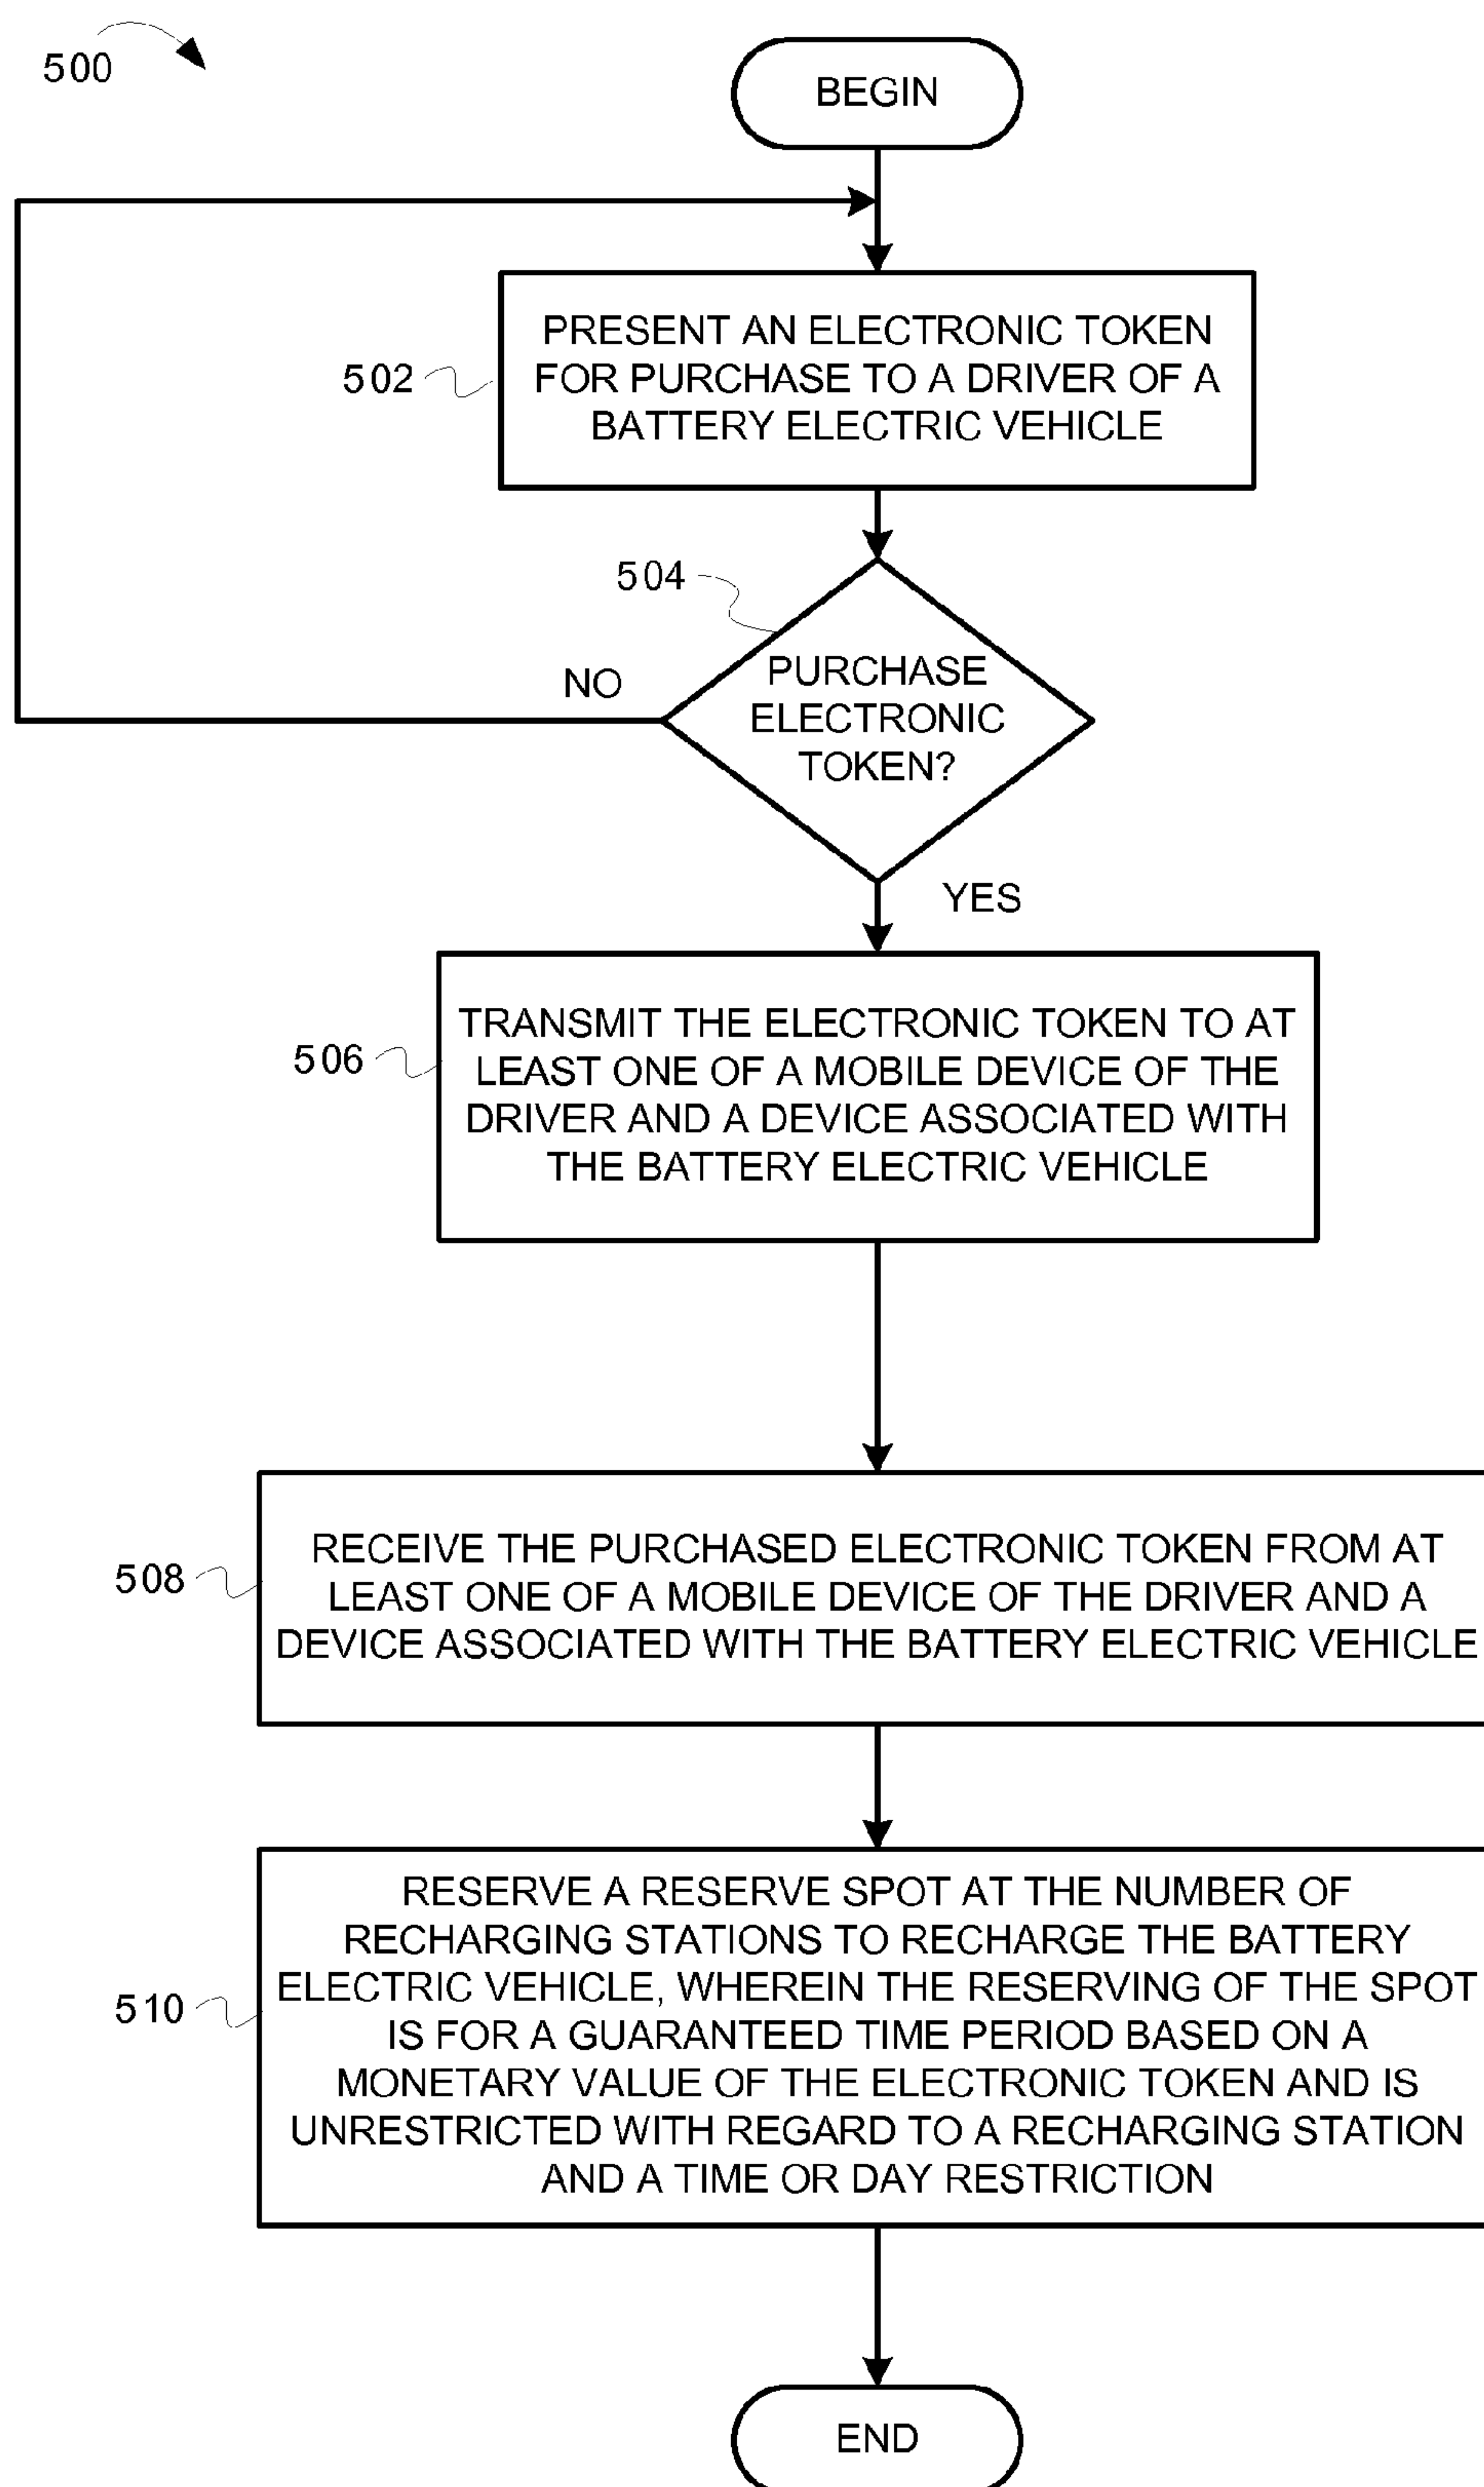 500
BEGIN
PRESENT AN ELECTRONIC TOKEN
FOR PURCHASE TO A DRIVER OF A
BATTERY ELECTRIC VEHICLE
502
504
PURCHASE
ELECTRONIC
TOKEN?
NO
YES
TRANSMIT THE ELECTRONIC TOKEN TO AT
LEAST ONE OF A MOBILE DEVICE OF THE
DRIVER AND A DEVICE ASSOCIATED WITH
THE BATTERY ELECTRIC VEHICLE
506
RECEIVE THE PURCHASED ELECTRONIC TOKEN FROM AT
LEAST ONE OF A MOBILE DEVICE OF THE DRIVER AND A
DEVICE ASSOCIATED WITH THE BATTERY ELECTRIC VEHICLE
508
RESERVE A RESERVE SPOT AT THE NUMBER OF
RECHARGING STATIONS TO RECHARGE THE BATTERY
ELECTRIC VEHICLE, WHEREIN THE RESERVING OF THE SPOT
IS FOR A GUARANTEED TIME PERIOD BASED ON A
MONETARY VALUE OF THE ELECTRONIC TOKEN AND IS
UNRESTRICTED WITH REGARD TO A RECHARGING STATION
AND A TIME OR DAY RESTRICTION
510
END